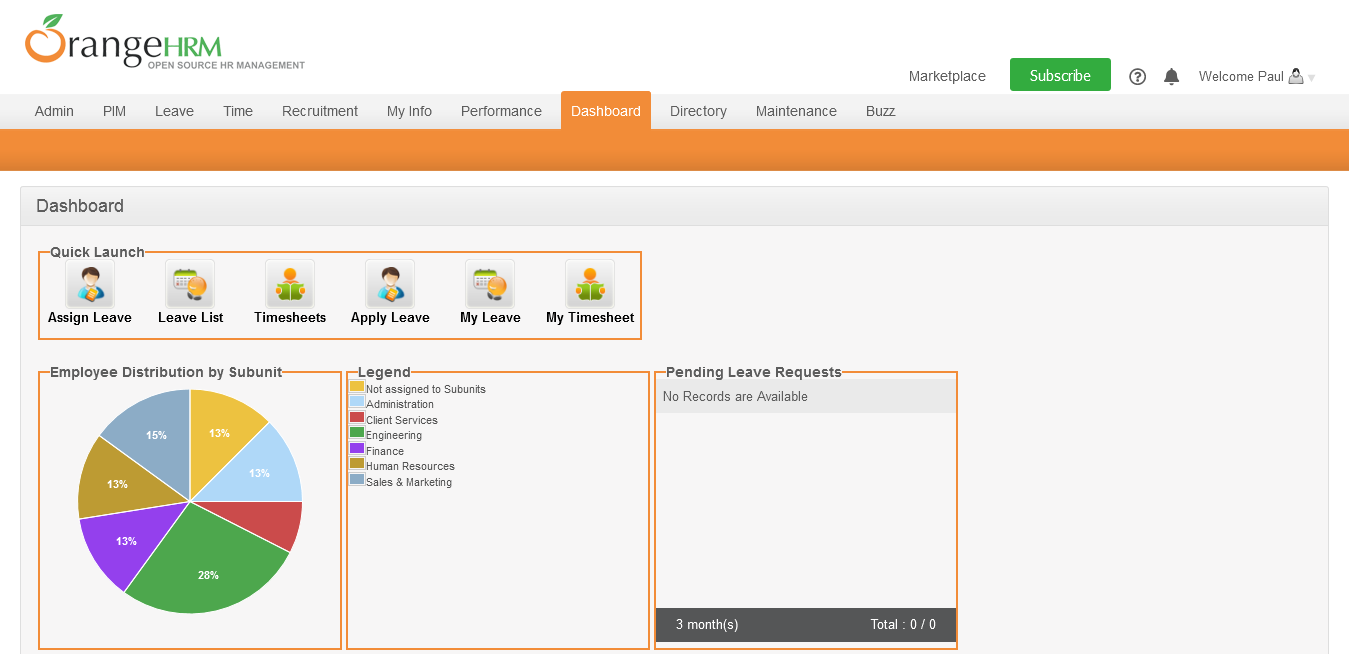 OrangeHRM
OPEN SOURCE HR MANAGEMENT
Marketplace Subscribe ? Welcome Paul
Admin PIM Leave Time Recruitment My Info Performance Dashboard Directory Maintenance Buzz
Dashboard
Quick Launch
Assign Leave Leave List Timesheets Apply Leave My Leave My Timesheet
Employee Distribution by Subunit
15% 13%
13%
13%
13%
28%
Legend
Not assigned to Subunits
Administration
Client Services
Engineering
Finance
Human Resources
Sales & Marketing
Pending Leave Requests
No Records are Available
3 month(s) Total : 0 / 0